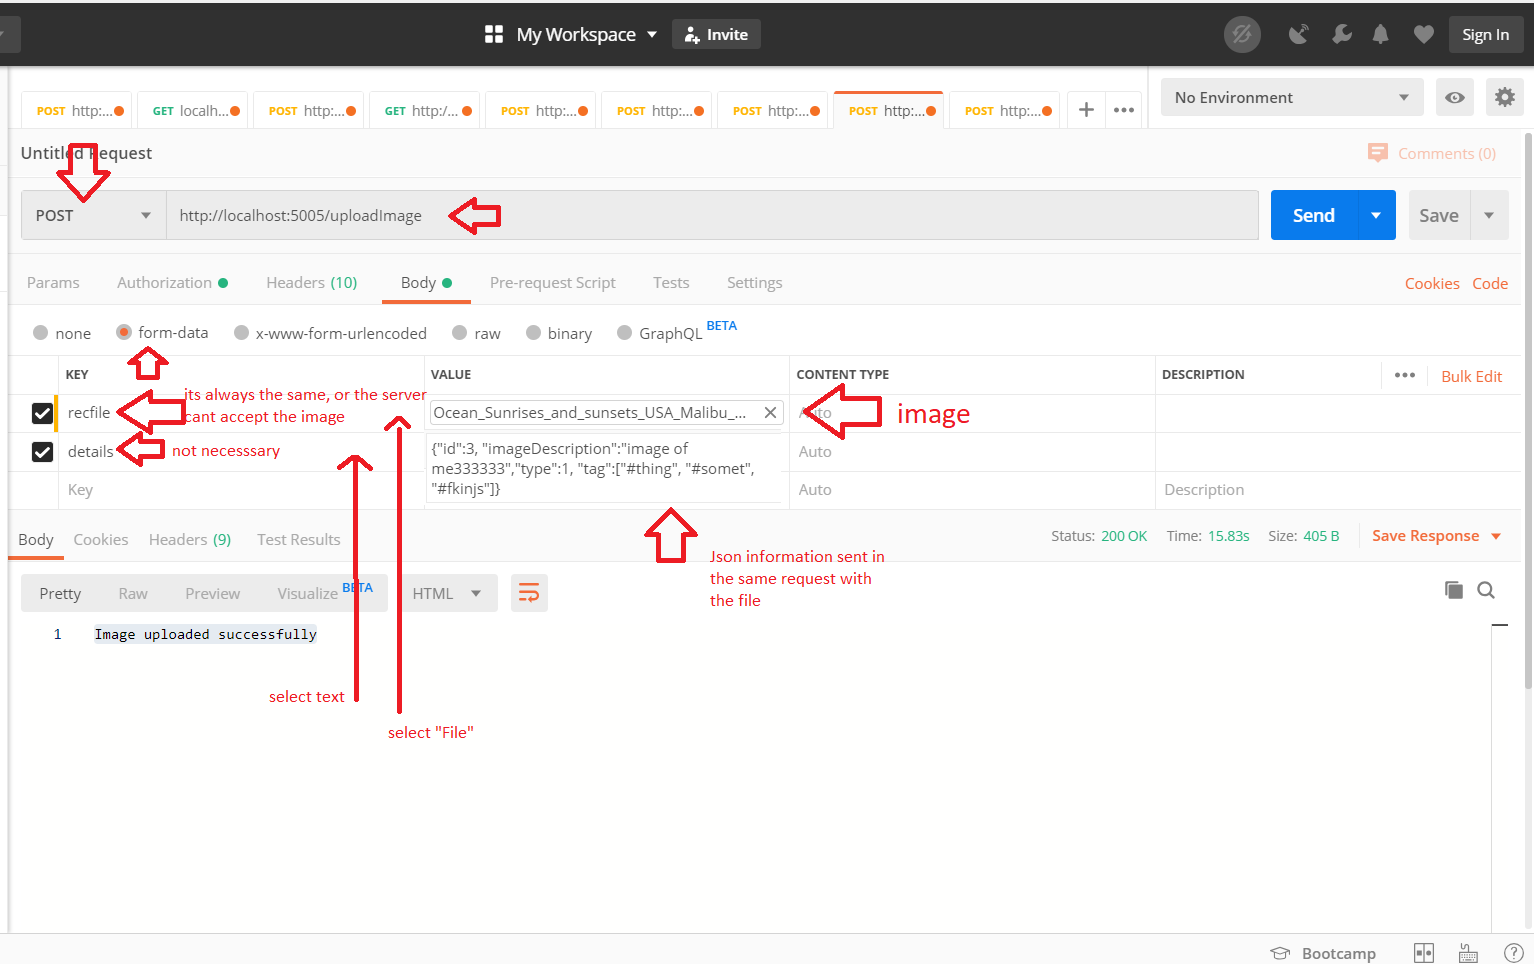 My Workspace Invite Sign In
POST http:... GET localh... POST http:... GET http:/... POST http:... POST http:... POST http:... POST http:... POST http:... No Environment
Untitled Request Comments (0)
POST http://localhost:5005/uploadImage Send Save
Params Authorization Headers (10) Body Pre-request Script Tests Settings Cookies Code
none form-data x-www-form-urlencoded raw binary GraphQL BETA
KEY VALUE CONTENT TYPE DESCRIPTION Bulk Edit
its always the same, or the server
cant accept the image
recfile Ocean_Sunrises_and_sunsets_USA_Malibu_... Auto image
details not necesssary {"id":3, "imageDescription":"image of Auto
me333333","type":1, "tag":["#thing", "#somet",
"#fkinjs"]}
Key Auto Description
Body Cookies Headers (9) Test Results Status: 200 OK Time: 15.83s Size: 405 B Save Response
Json information sent in
the same request with
the file
Pretty Raw Preview Visualize BETA HTML
1 Image uploaded successfully
select text
select "File"
Bootcamp